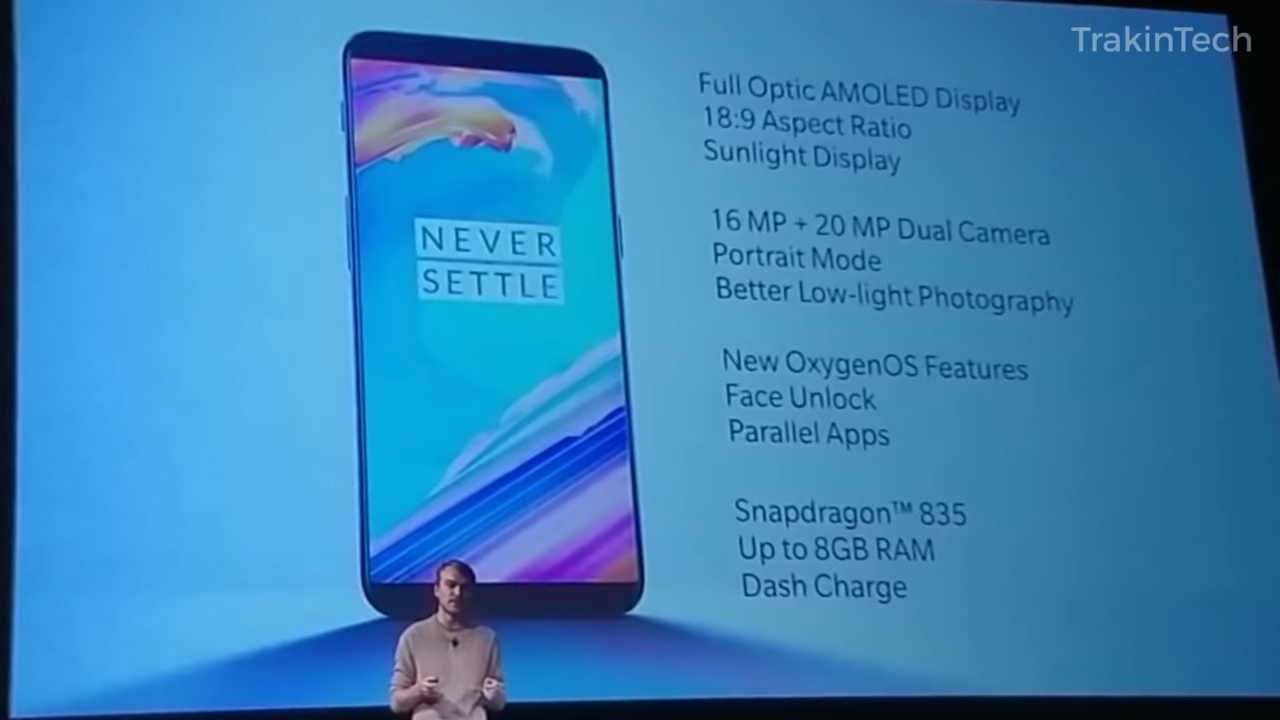 TrakinTech
NEVER
SETTLE
Full Optic AMOLED Display
18:9 Aspect Ratio
Sunlight Display
16 MP + 20 MP Dual Camera
Portrait Mode
Better Low-light Photography
New OxygenOS Features
Face Unlock
Parallel Apps
Snapdragon™ 835
Up to 8GB RAM
Dash Charge